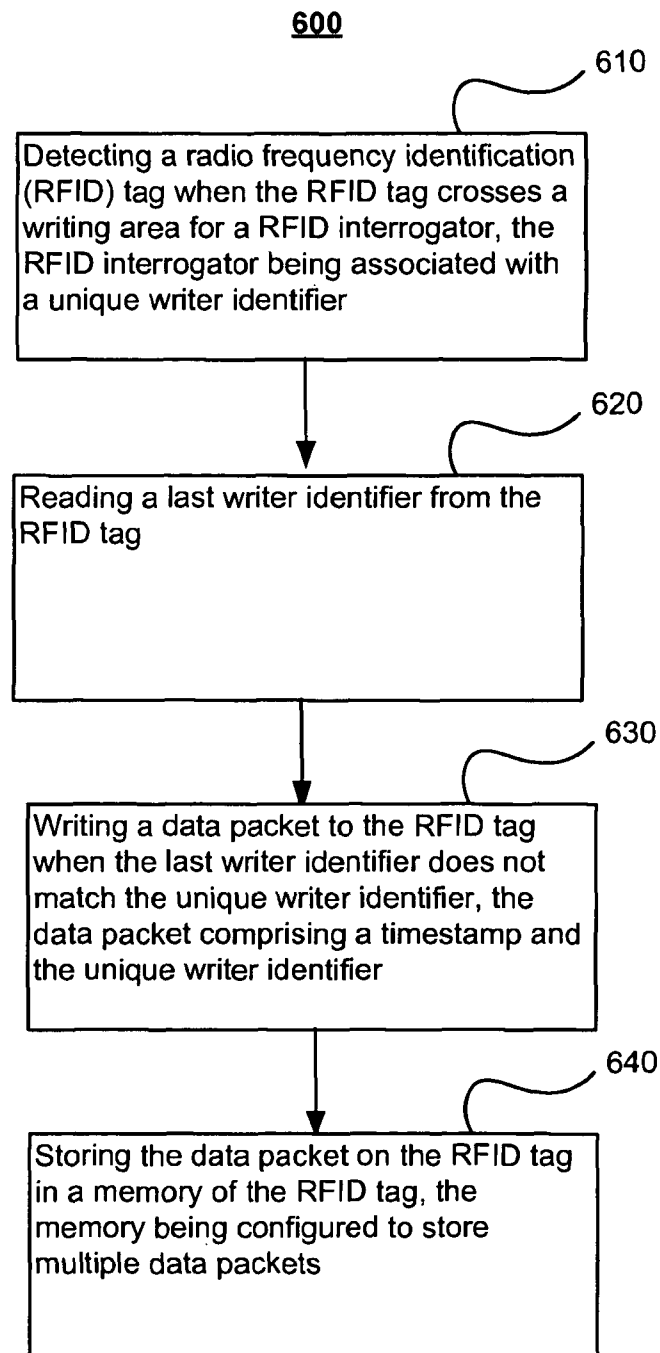 600
610
Detecting a radio frequency identification
(RFID) tag when the RFID tag crosses a
writing area for a RFID interrogator, the
RFID interrogator being associated with
a unique writer identifier
620
Reading a last writer identifier from the
RFID tag
630
Writing a data packet to the RFID tag
when the last writer identifier does not
match the unique writer identifier, the
data packet comprising a timestamp and
the unique writer identifier
640
Storing the data packet on the RFID tag
in a memory of the RFID tag, the
memory being configured to store
multiple data packets